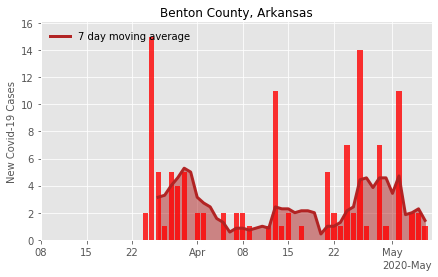 Benton County, Arkansas
7 day moving average
New Covid-19 Cases
16
14
12
10
8
6
4
2
0
08 15 22 Apr 08 15 22 May
2020-May